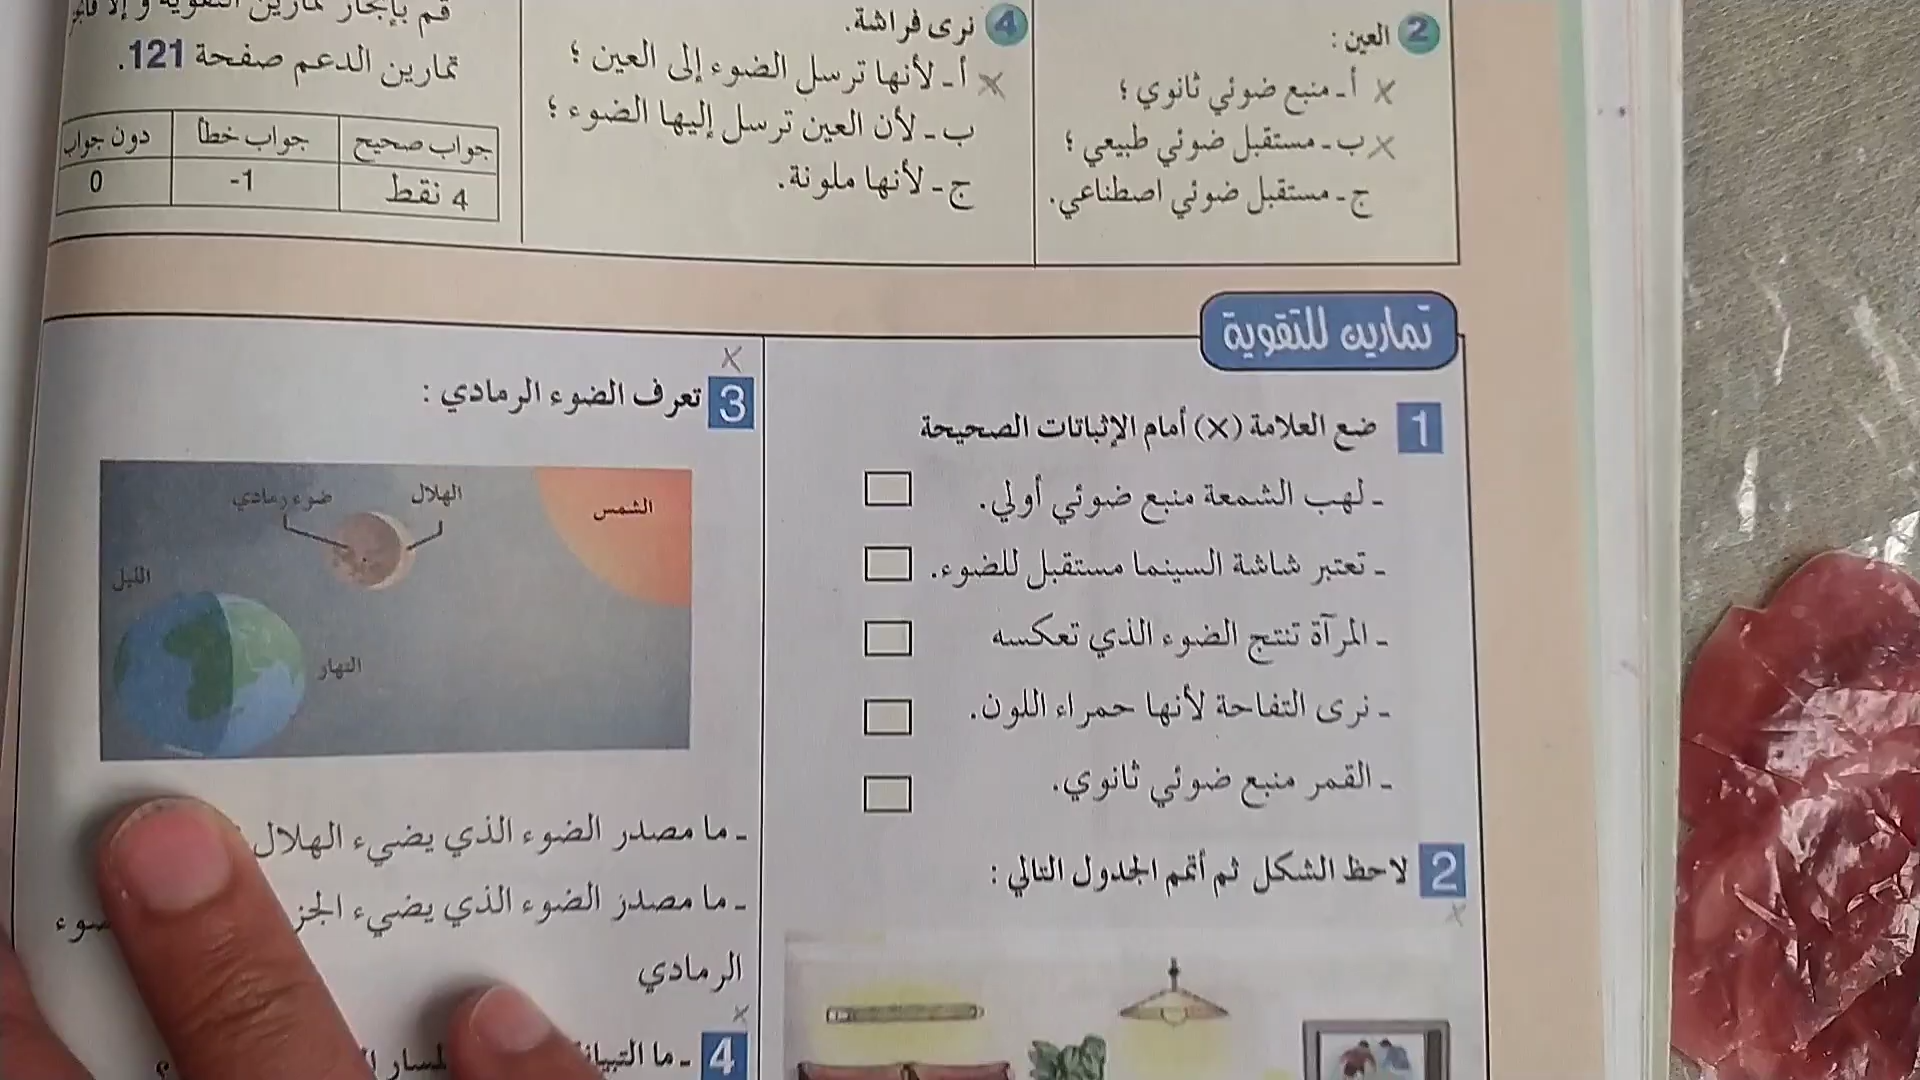 2 العين :
أ ـ منبع ضوئي ثانوي ؛
ب ـ مستقبل ضوئي طبيعي ؛
ج ـ مستقبل ضوئي اصطناعي.
4 نرى فراشة.
أ ـ لأنها ترسل الضوء إلى العين ؛
ب ـ لأن العين ترسل إليها الضوء ؛
ج ـ لأنها ملونة.
قم بإنجاز تمارين التقوية و إلا
تمارين الدعم صفحة 121.
جواب صحيح جواب خطأ دون جواب
4 نقط -1 0
تمارين للتقوية
1 ضع العلامة (×) أمام الإثباتات الصحيحة
ـ لهب الشمعة منبع ضوئي أولي.
ـ تعتبر شاشة السينما مستقبل للضوء.
ـ المرآة تنتج الضوء الذي تعكسه
ـ نرى التفاحة لأنها حمراء اللون.
ـ القمر منبع ضوئي ثانوي.
2 لاحظ الشكل ثم أتمم الجدول التالي :
3 تعرف الضوء الرمادي :
الشمس
الهلال
ضوء رمادي
الليل
النهار
ـ ما مصدر الضوء الذي يضيء الهلال
ـ ما مصدر الضوء الذي يضيء
الرمادي
4 ـ ما